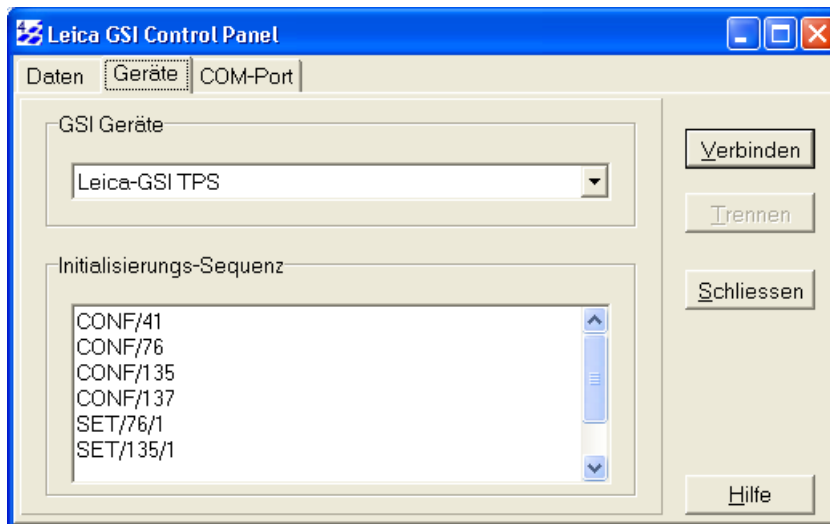 Leica GSI Control Panel
Daten Geräte COM-Port
GSI Geräte
Leica-GSI TPS
Initialisierungs-Sequenz
CONF/41
CONF/76
CONF/135
CONF/137
SET/76/1
SET/135/1
Verbinden
Trennen
Schliessen
Hilfe